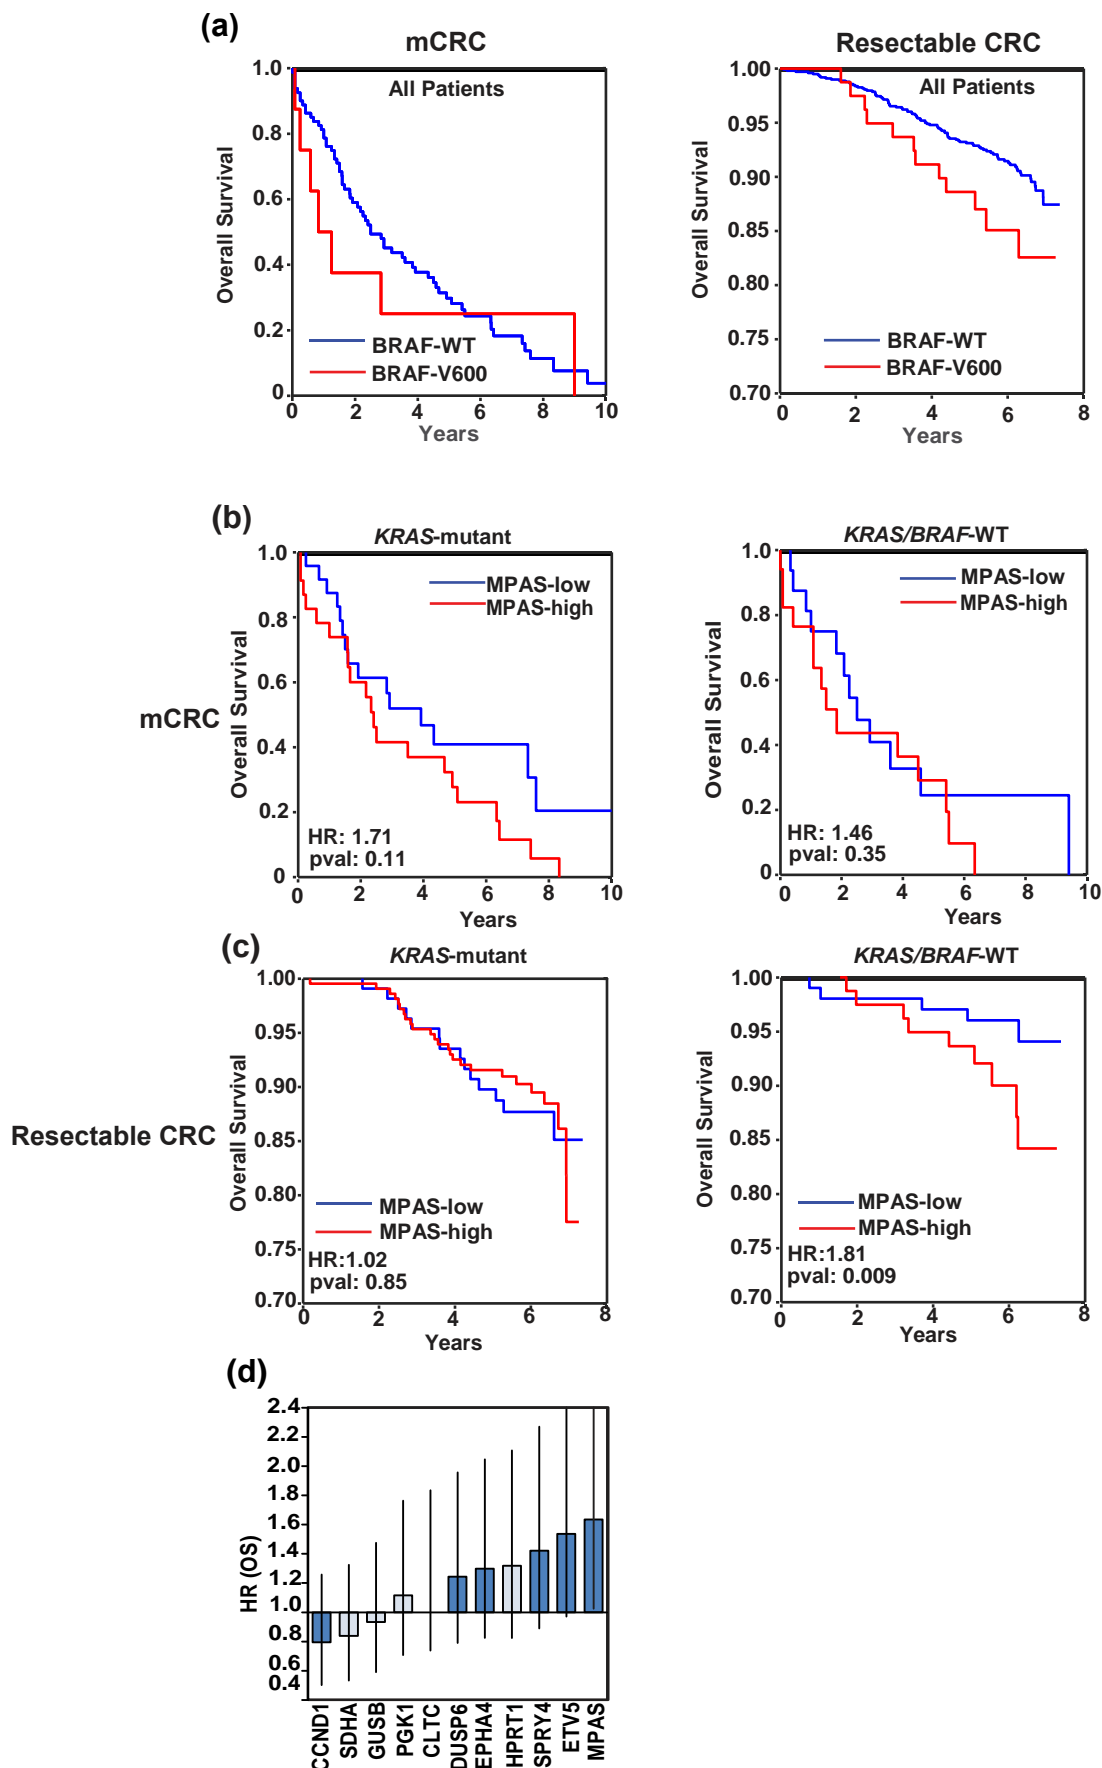 (a)
mCRC
Resectable CRC
All Patients
All Patients
Overall Survival
1.0
0.8
0.6
0.4
0.2
0
0 2 4 6 8 10
Years
BRAF-WT
BRAF-V600
Overall Survival
1.00
0.95
0.90
0.85
0.80
0.75
0.70
0 2 4 6 8
Years
BRAF-WT
BRAF-V600
(b)
mCRC
KRAS-mutant
Overall Survival
1.0
0.8
0.6
0.4
0.2
0
MPAS-low
MPAS-high
HR: 1.71
pval: 0.11
0 2 4 6 8 10
Years
KRAS/BRAF-WT
Overall Survival
1.0
0.8
0.6
0.4
0.2
0
MPAS-low
MPAS-high
HR: 1.46
pval: 0.35
0 2 4 6 8 10
Years
(c)
Resectable CRC
KRAS-mutant
Overall Survival
1.00
0.95
0.90
0.85
0.80
0.75
0.70
MPAS-low
MPAS-high
HR:1.02
pval: 0.85
0 2 4 6 8
Years
KRAS/BRAF-WT
Overall Survival
1.00
0.95
0.90
0.85
0.80
0.75
0.70
MPAS-low
MPAS-high
HR:1.81
pval: 0.009
0 2 4 6 8
Years
(d)
HR (OS)
2.4
2.2
2.0
1.8
1.6
1.4
1.2
1.0
0.8
0.6
0.4
CCND1
SDHA
GUSB
PGK1
CLTC
DUSP6
EPHA4
HPRT1
SPRY4
ETV5
MPAS